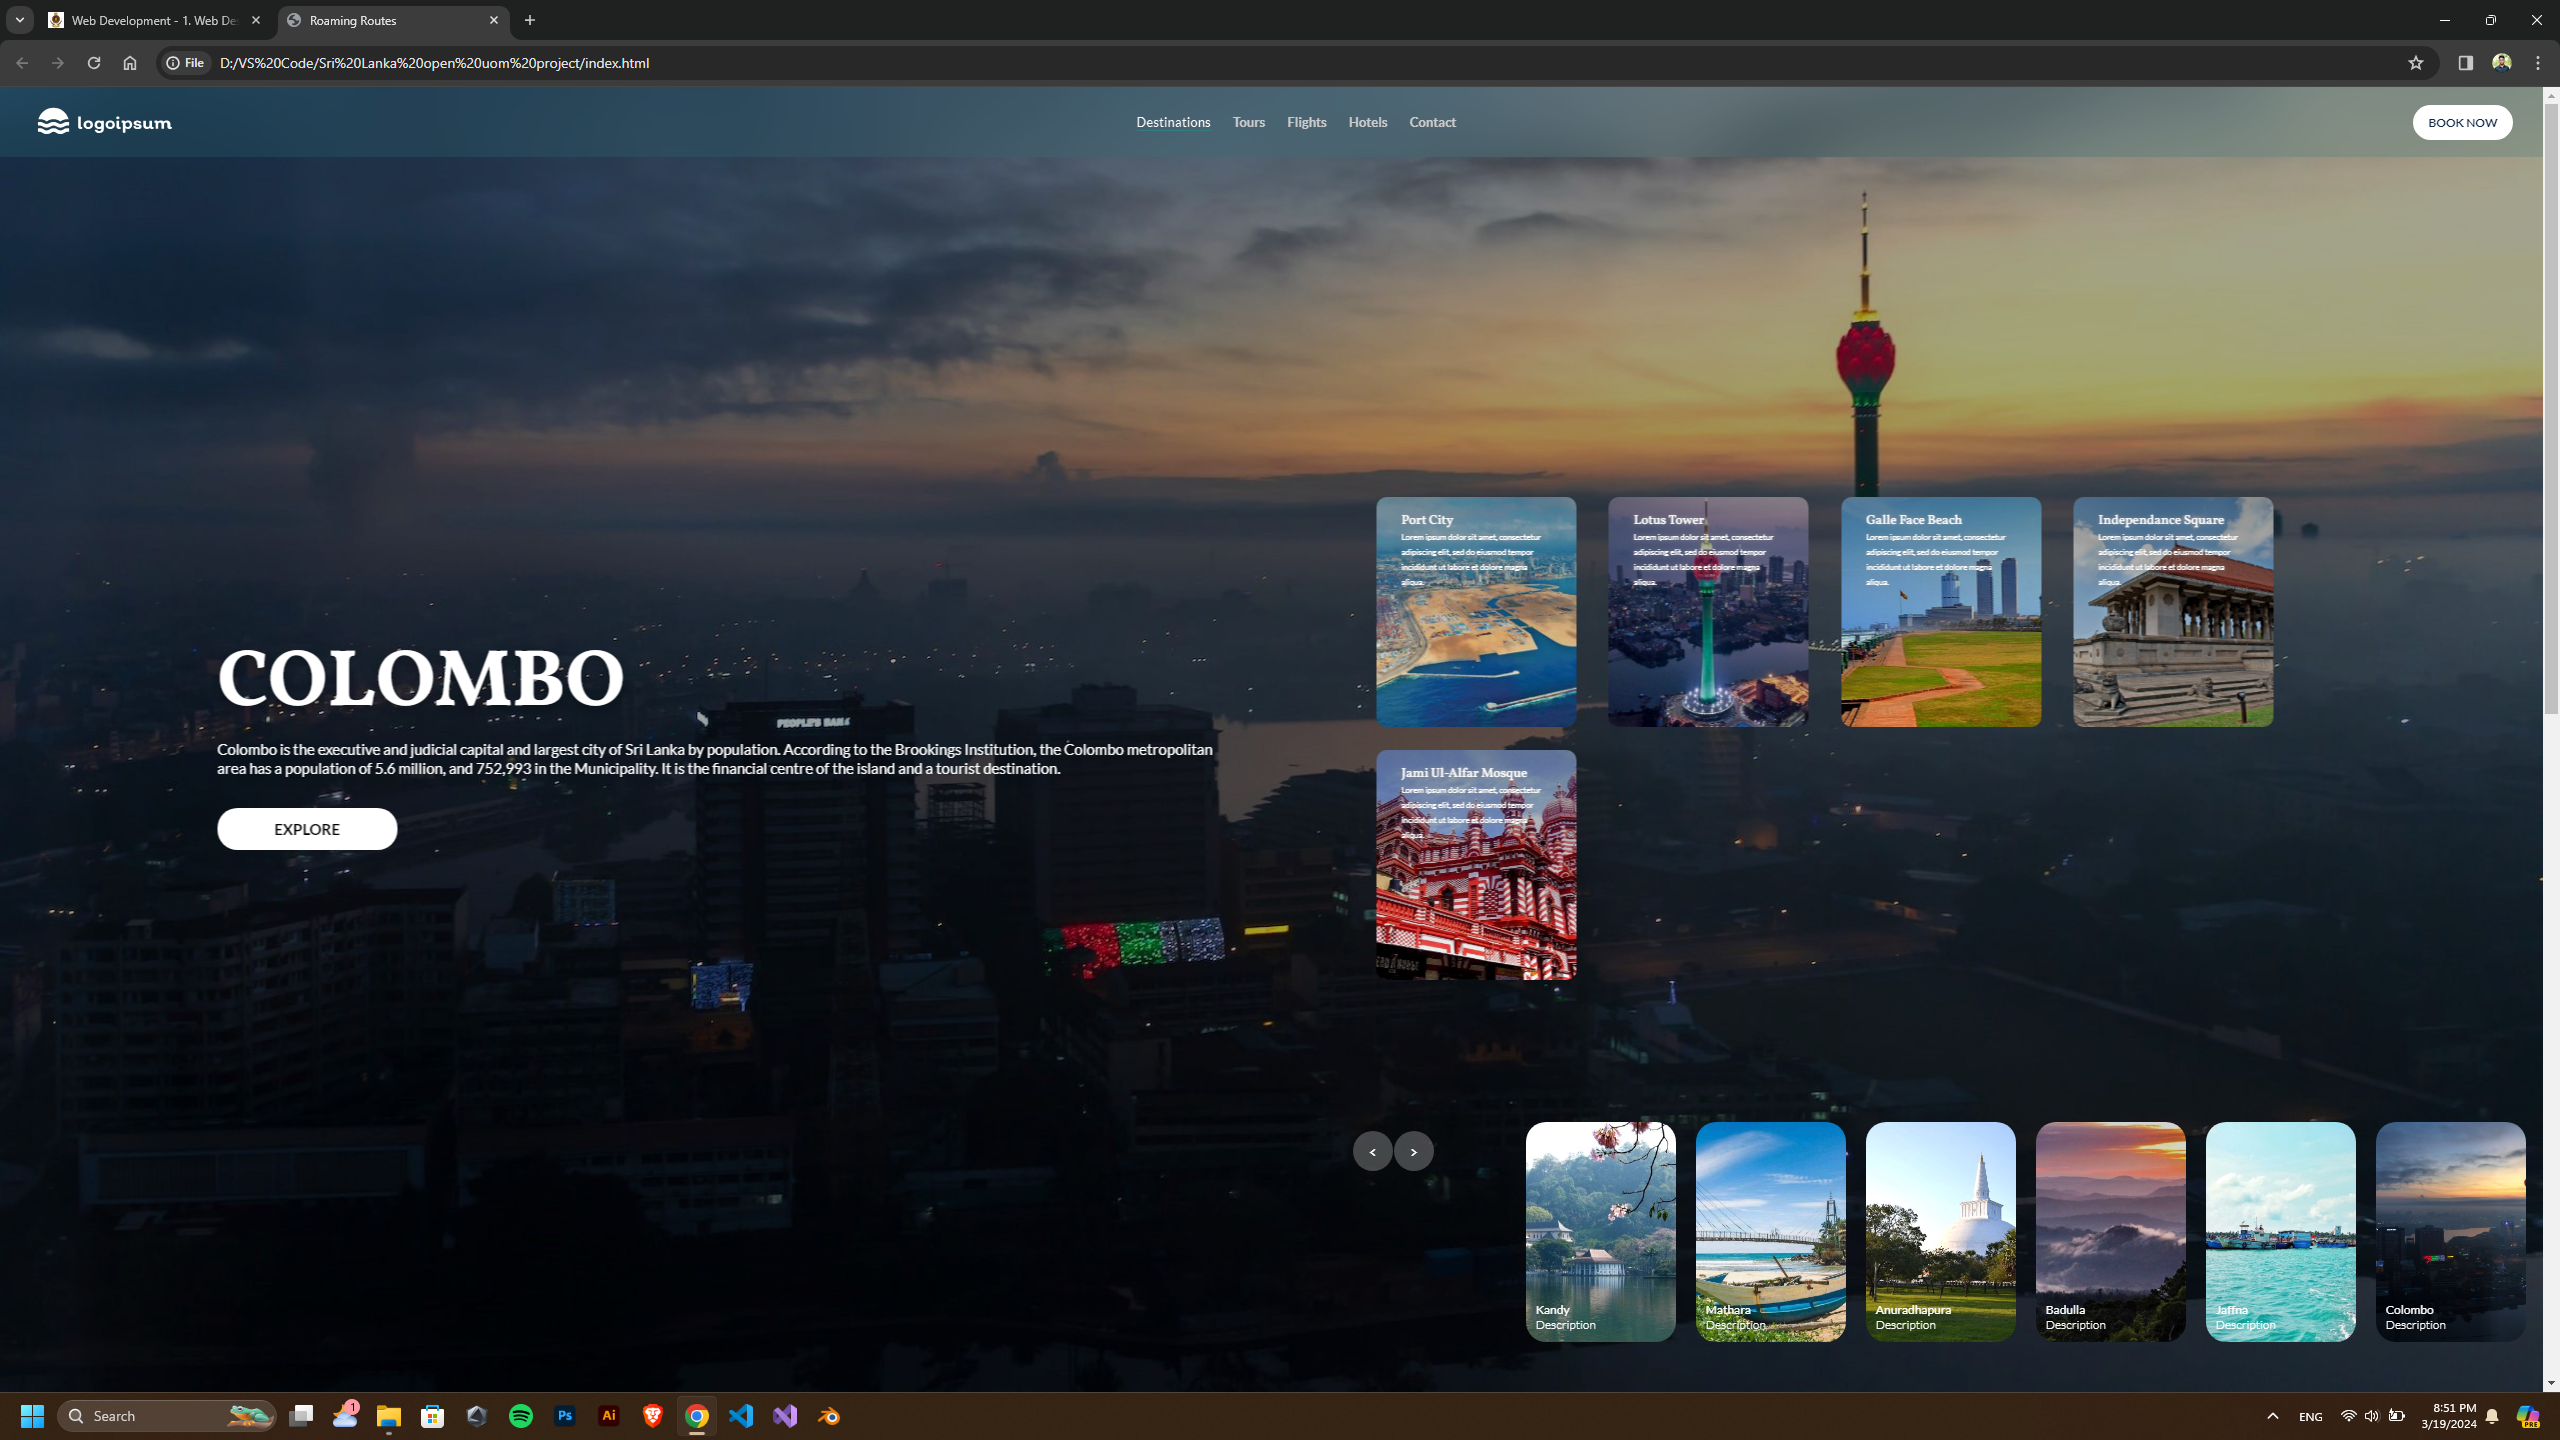 Web Development - 1. Web De
Roaming Routes
File
D:/VS%20Code/Sri%20Lanka%20open%20uom%20project/index.html
logoipsum
Destinations
Tours
Flights
Hotels
Contact
BOOK NOW
Port City
Lorem ipsum dolor sit amet, consectetur
adipiscing elit, sed do eiusmod tempor
incididunt ut labore et dolore magna
aliqua.
Lotus Tower
Lorem ipsum dolor sit amet, consectetur
adipiscing elit, sed do eiusmod tempor
incididunt ut labore et dolore magna
aliqua.
Galle Face Beach
Lorem ipsum dolor sit amet, consectetur
adipiscing elit, sed do eiusmod tempor
incididunt ut labore et dolore magna
aliqua.
Independance Square
Lorem ipsum dolor sit amet, consectetur
adipiscing elit, sed do eiusmod tempor
incididunt ut labore et dolore magna
aliqua.
COLOMBO
PEOPLE'S BANK
Colombo is the executive and judicial capital and largest city of Sri Lanka by population. According to the Brookings Institution, the Colombo metropolitan
area has a population of 5.6 million, and 752,993 in the Municipality. It is the financial centre of the island and a tourist destination.
EXPLORE
Jami Ul-Alfar Mosque
Lorem ipsum dolor sit amet, consectetur
adipiscing elit, sed do eiusmod tempor
incididunt ut labore et dolore magna
aliqua.
<
>
Kandy
Description
Mathara
Description
Anuradhapura
Description
Badulla
Description
Jaffna
Description
Colombo
Description
Search
1
Ps
Ai
ENG
8:51 PM
3/19/2024
PRE